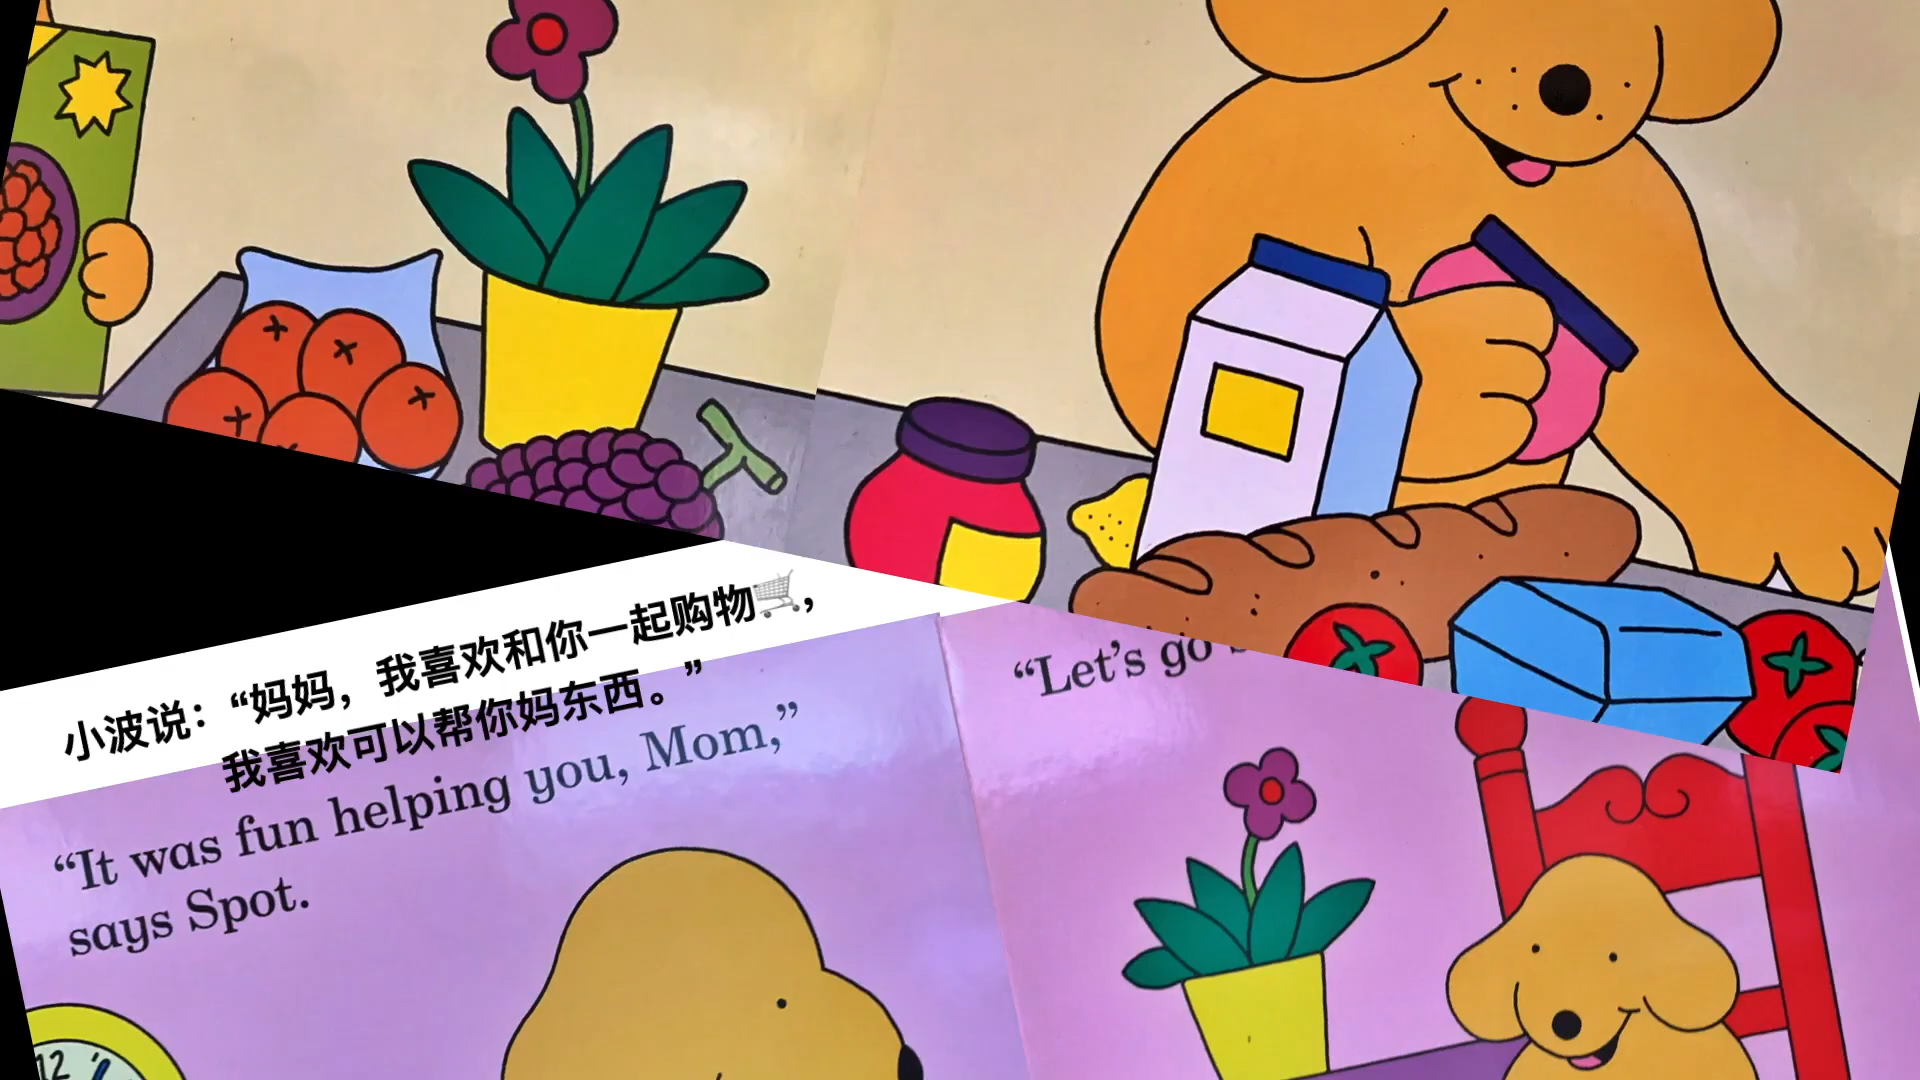 小波说：“妈妈，我喜欢和你一起购物🛒，
我喜欢可以帮你妈东西。”
“It was fun helping you, Mom,”
says Spot.
“Let’s go
12